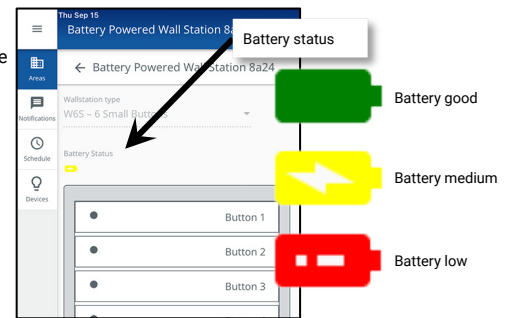 e
Thu Sep 15
Battery Powered Wall Station 8a
Battery status
Areas
Battery Powered Wall Station 8a24
Notifications
Wallstation type
W6S – 6 Small Buttons
Battery good
Schedule
Battery Status
Battery medium
Devices
Button 1
Button 2
Battery low
Button 3